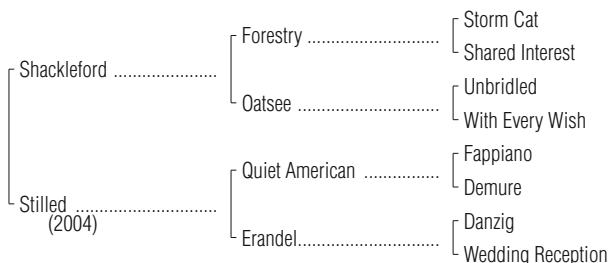 Storm Cat
Forestry ............................
Shared Interest
Shackleford .....................
Unbridled
Oatsee ..............................
With Every Wish
Fappiano
Quiet American ................
Demure
Stilled .............................
(2004)
Danzig
Erandel..............................
Wedding Reception